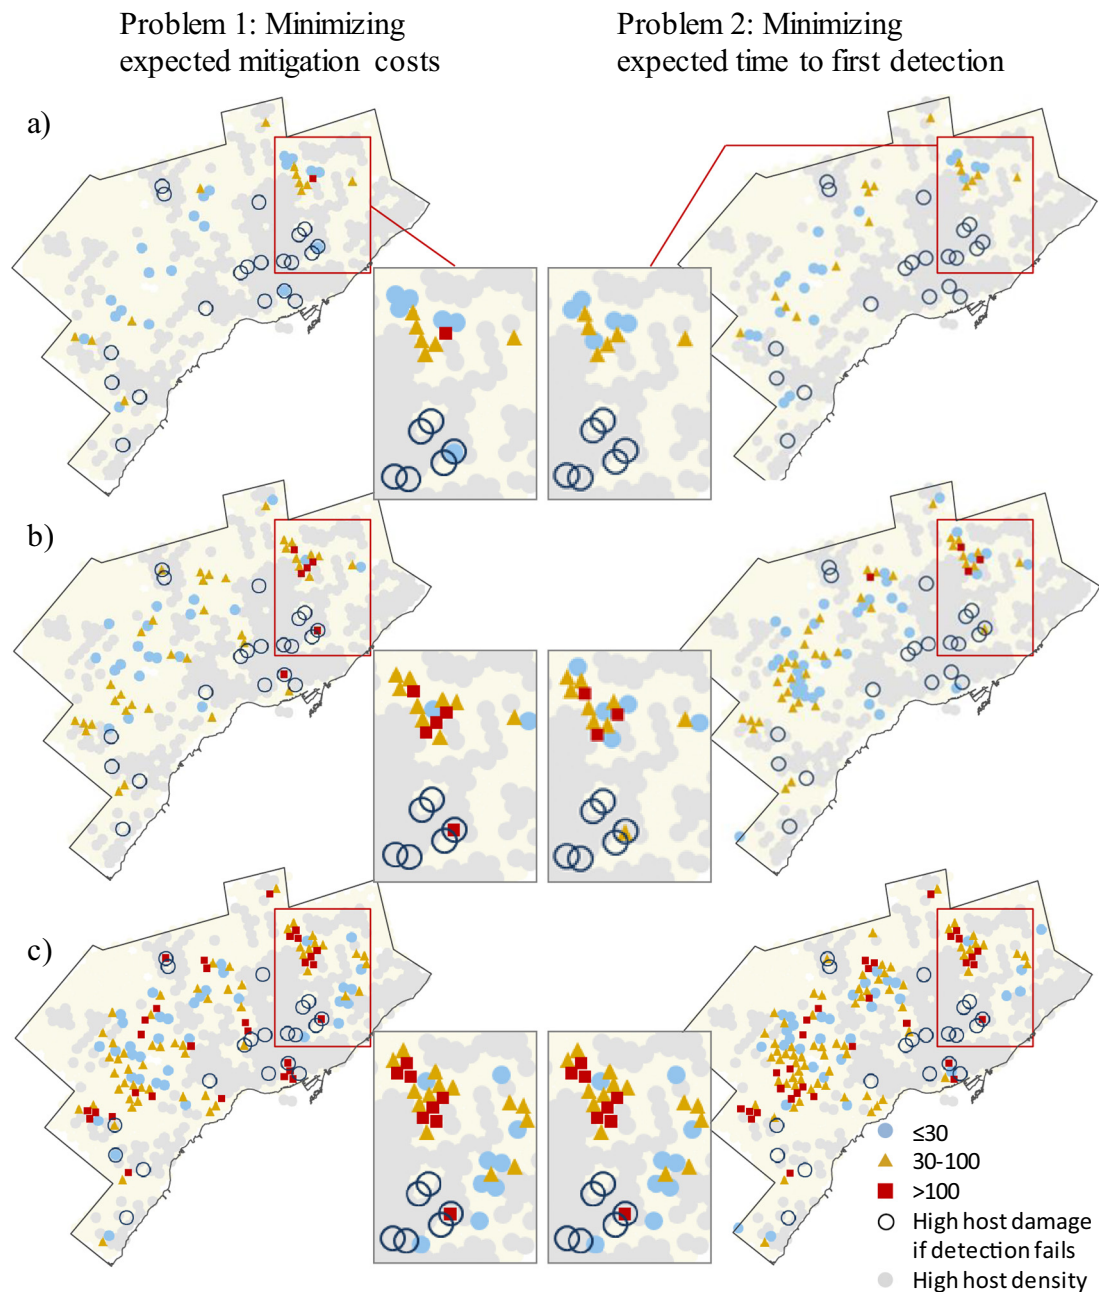 Problem 1: Minimizing
expected mitigation costs
Problem 2: Minimizing
expected time to first detection
a)
b)
c)
≤30
30-100
>100
High host damage
if detection fails
High host density